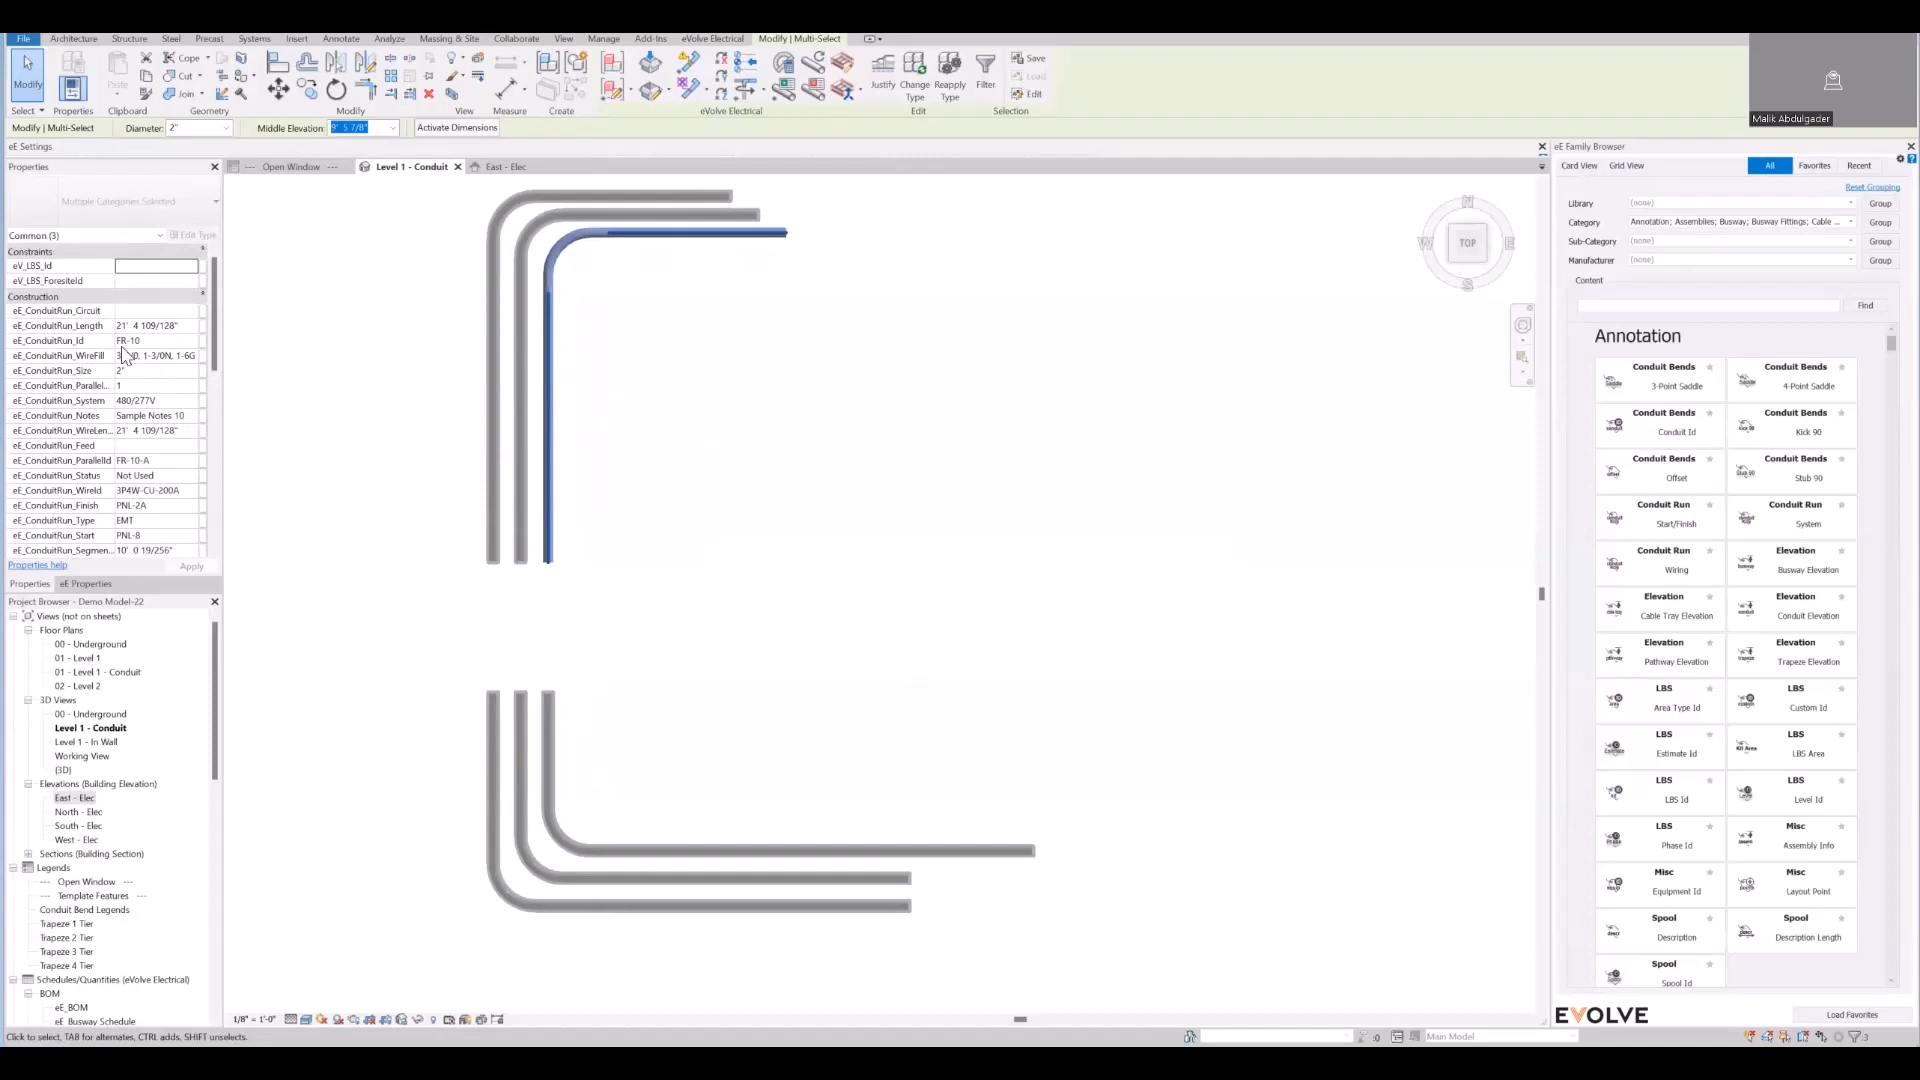 File Architecture Structure Steel Precast Systems Insert Annotate Analyze Massing & Site Collaborate View Manage Add-Ins eVolve Electrical Modify | Multi-Select
Modify Paste Cope Cut Join Justify Change Type Reapply Type Filter Save Load Edit
Select Properties Clipboard Geometry Modify View Measure Create eVolve Electrical Edit Selection
Malik Abdulgader
Modify | Multi-Select Diameter: 2" Middle Elevation: 9' 5 7/8" Activate Dimensions
eE Settings
Properties
Multiple Categories Selected
Common (3) Edit Type
Constraints
eV_LBS_Id
eV_LBS_ForesiteId
Construction
eE_ConduitRun_Circuit
eE_ConduitRun_Length 21' 4 109/128"
eE_ConduitRun_Id FR-10
eE_ConduitRun_WireFill 1-3/0N, 1-6G
eE_ConduitRun_Size 2"
eE_ConduitRun_Parallel... 1
eE_ConduitRun_System 480/277V
eE_ConduitRun_Notes Sample Notes 10
eE_ConduitRun_WireLen... 21' 4 109/128"
eE_ConduitRun_Feed
eE_ConduitRun_ParallelId FR-10-A
eE_ConduitRun_Status Not Used
eE_ConduitRun_WireId 3P4W-CU-200A
eE_ConduitRun_Finish PNL-2A
eE_ConduitRun_Type EMT
eE_ConduitRun_Start PNL-8
eE_ConduitRun_Segmen... 10' 0 19/256"
Properties help Apply
Properties eE Properties
Project Browser - Demo Model-22
Views (not on sheets)
Floor Plans
00 - Underground
01 - Level 1
01 - Level 1 - Conduit
02 - Level 2
3D Views
00 - Underground
Level 1 - Conduit
Level 1 - In Wall
Working View
{3D}
Elevations (Building Elevation)
East - Elec
North - Elec
South - Elec
West - Elec
Sections (Building Section)
Legends
--- Open Window ---
--- Template Features ---
Conduit Bend Legends
Trapeze 1 Tier
Trapeze 2 Tier
Trapeze 3 Tier
Trapeze 4 Tier
Schedules/Quantities (eVolve Electrical)
BOM
eE_BOM
eE_Busway Schedule
--- Open Window --- Level 1 - Conduit East - Elec
N
W TOP E
S
1/8" = 1'-0"
eE Family Browser
Card View Grid View All Favorites Recent
Reset Grouping
Library (none) Group
Category Annotation; Assemblies; Busway; Busway Fittings; Cable ... Group
Sub-Category (none) Group
Manufacturer (none) Group
Content
Find
Annotation
Conduit Bends Conduit Bends
3-Point Saddle 4-Point Saddle
Conduit Bends Conduit Bends
Conduit Id Kick 90
Conduit Bends Conduit Bends
Offset Stub 90
Conduit Run Conduit Run
Start/Finish System
Conduit Run Elevation
Wiring Busway Elevation
Elevation Elevation
Cable Tray Elevation Conduit Elevation
Elevation Elevation
Pathway Elevation Trapeze Elevation
LBS LBS
Area Type Id Custom Id
LBS LBS
Estimate Id LBS Area
LBS LBS
LBS Id Level Id
LBS Misc
Phase Id Assembly Info
Misc Misc
Equipment Id Layout Point
Spool Spool
Description Description Length
Spool
Spool Id
EVOLVE Load Favorites
Click to select, TAB for alternates, CTRL adds, SHIFT unselects. :0 Main Model :3